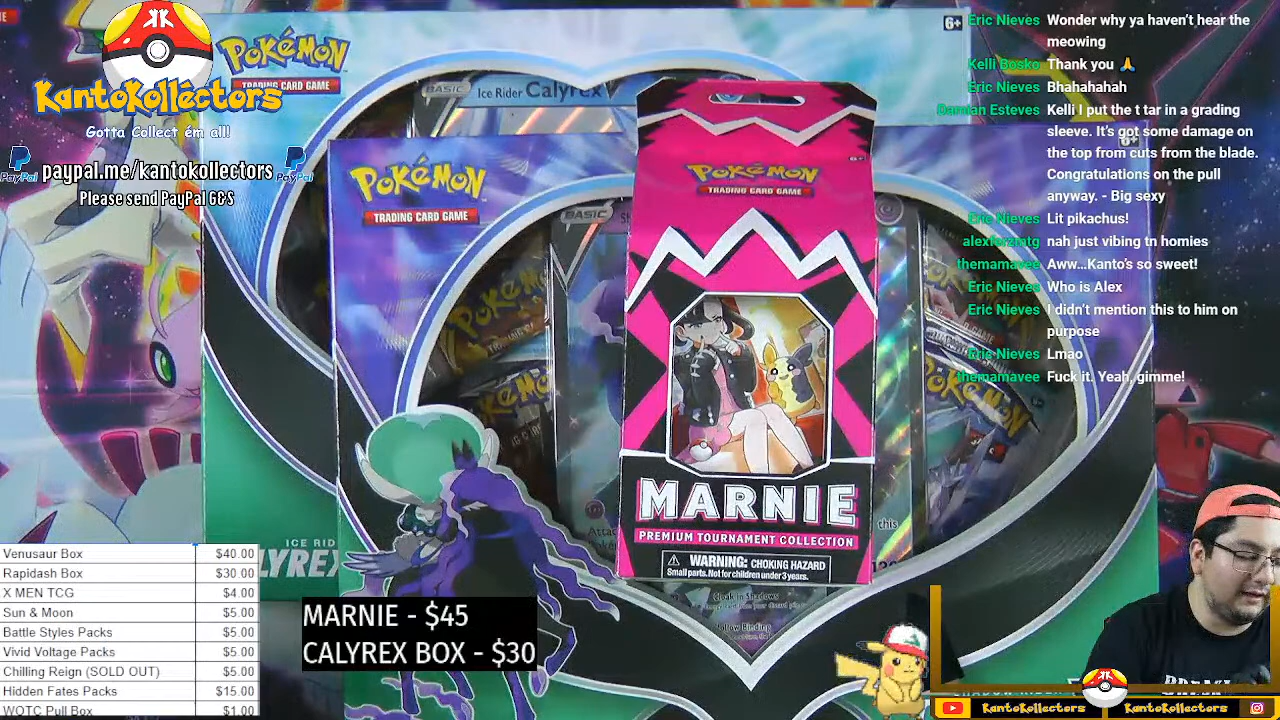 KantoKollectors
Gotta Collect ém all!
PayPal paypal.me/kantokollectors PayPal
Please send PayPal G&S
POKÉMON
TRADING CARD GAME
BASIC Ice Rider Calyrex V
6+
POKÉMON
TRADING CARD GAME
BASIC
POKÉMON
TRADING CARD GAME
6+
MARNIE
PREMIUM TOURNAMENT COLLECTION
WARNING: CHOKING HAZARD
Small parts. Not for children under 3 years.
this
Follow Binding
ICE RID
LYREX
Eric Nieves Wonder why ya haven't hear the
meowing
Kelli Bosko Thank you 🙏
Eric Nieves Bhahahahah
Damian Esteves Kelli I put the t tar in a grading
sleeve. It's got some damage on
the top from cuts from the blade.
Congratulations on the pull
anyway. - Big sexy
Eric Nieves Lit pikachus!
nah just vibing tn homies
themamavee Aww...Kanto's so sweet!
Eric Nieves Who is Alex
Eric Nieves I didn't mention this to him on
purpose
Eric Nieves Lmao
themamavee Fuck it. Yeah, gimme!
Venusaur Box $40.00
Rapidash Box $30.00
X MEN TCG $4.00
Sun & Moon $5.00
Battle Styles Packs $5.00
Vivid Voltage Packs $5.00
Chilling Reign (SOLD OUT) $5.00
Hidden Fates Packs $15.00
WOTC Pull Box $1.00
MARNIE - $45
CALYREX BOX - $30
KantoKollectors KantoKollectors